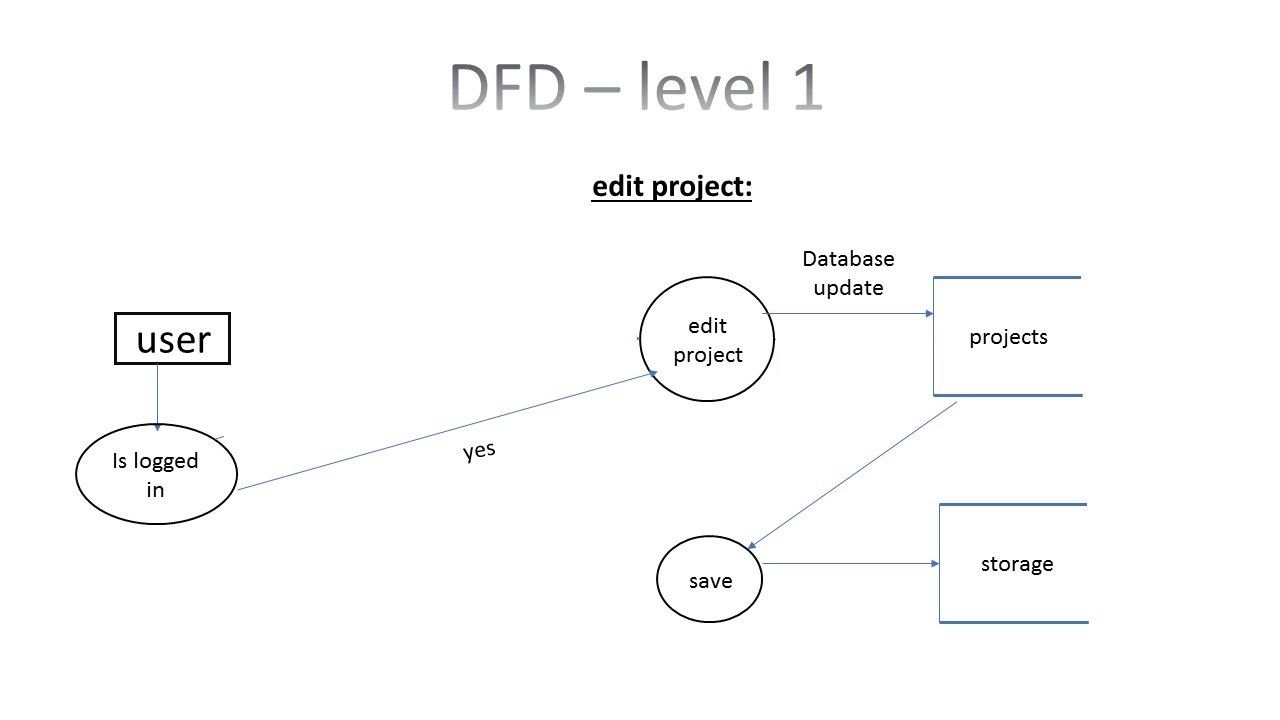 DFD – level 1
edit project:
Database
update
edit
project
projects
user
Is logged
in
yes
save
storage